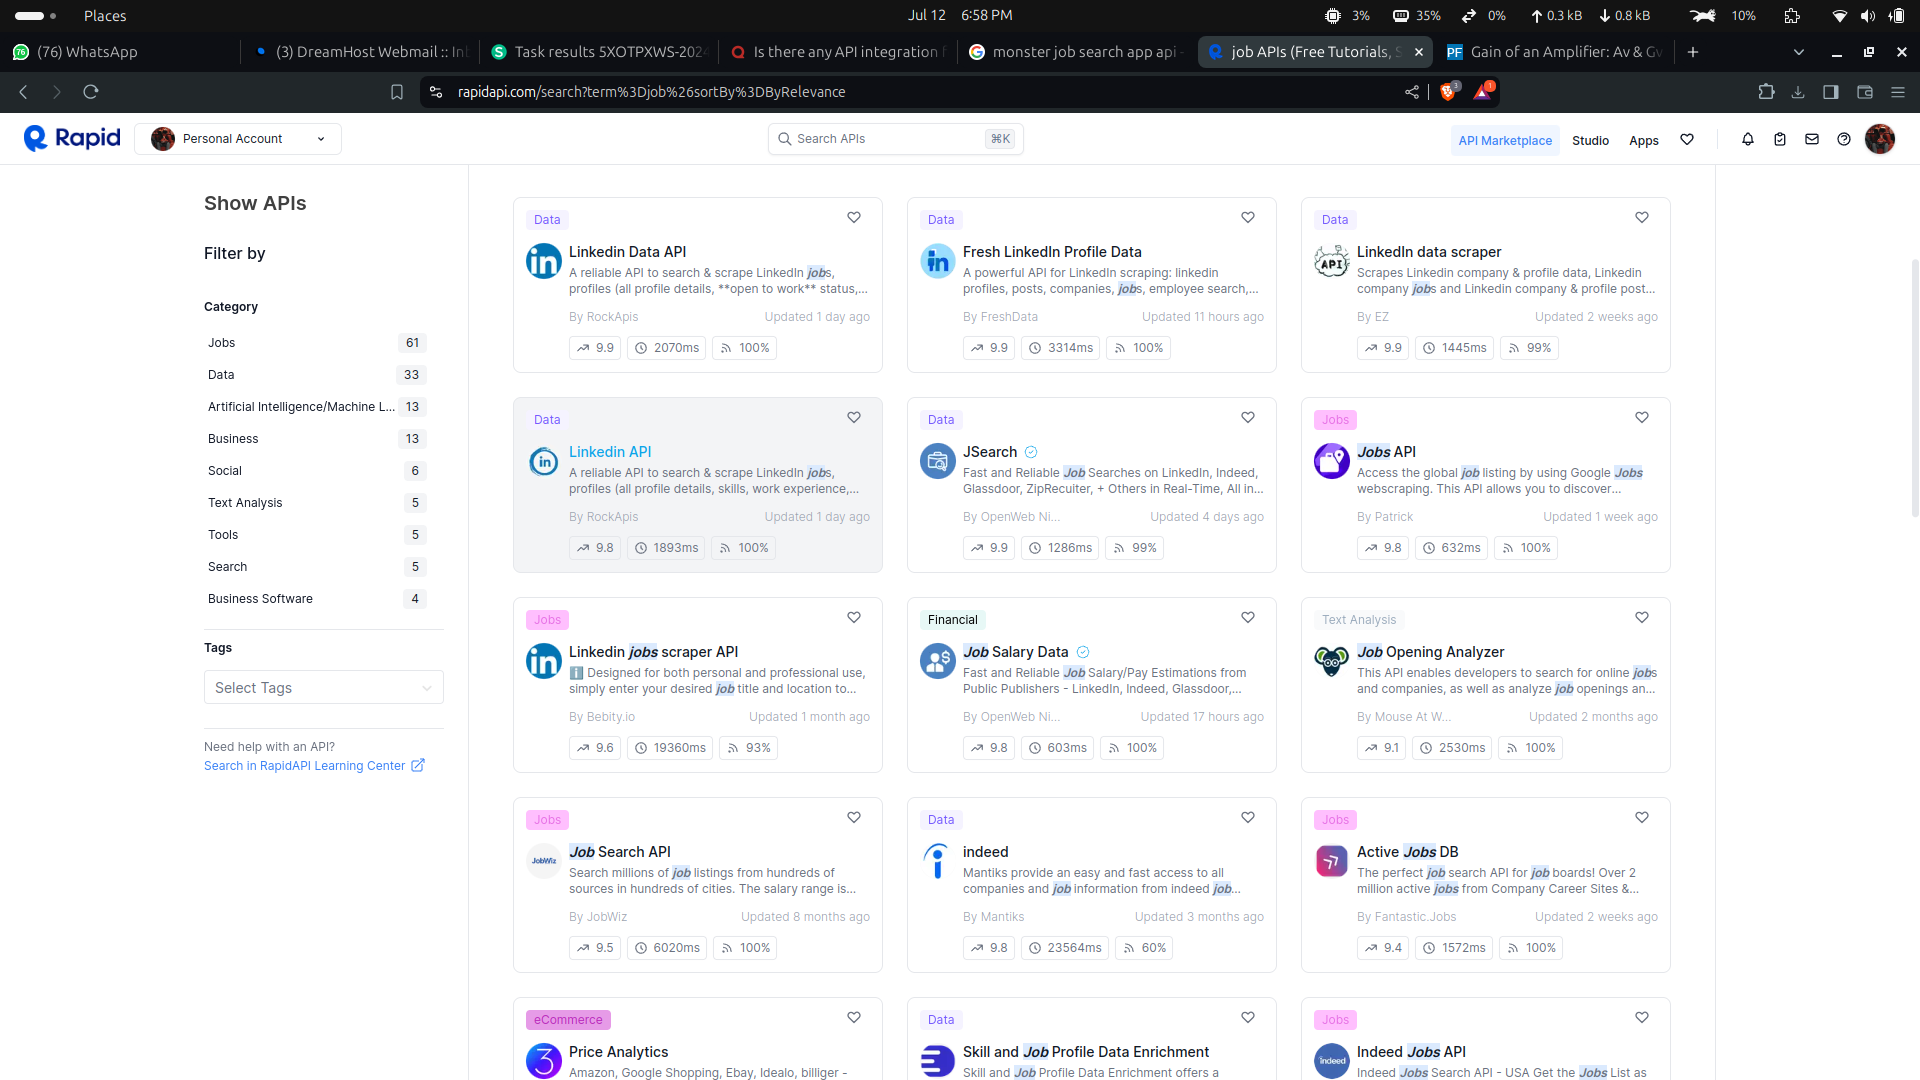 Places
Jul 12 6:58 PM
3%
35%
0%
0.3 kB
0.8 kB
10%
(76) WhatsApp
(3) DreamHost Webmail :: In
Task results 5XOTPXWS-2024
Is there any API integration f
monster job search app api -
job APIs (Free Tutorials, S
PF Gain of an Amplifier: Av & Gv
rapidapi.com/search?term%3Djob%26sortBy%3DByRelevance
3
1
Rapid
Personal Account
Search APIs
⌘K
API Marketplace
Studio
Apps
Show APIs
Filter by
Category
Jobs 61
Data 33
Artificial Intelligence/Machine L... 13
Business 13
Social 6
Text Analysis 5
Tools 5
Search 5
Business Software 4
Tags
Select Tags
Need help with an API?
Search in RapidAPI Learning Center
Data
Linkedin Data API
A reliable API to search & scrape LinkedIn jobs,
profiles (all profile details, **open to work** status,...
By RockApis Updated 1 day ago
9.9 2070ms 100%
Data
Fresh LinkedIn Profile Data
A powerful API for LinkedIn scraping: linkedin
profiles, posts, companies, jobs, employee search,...
By FreshData Updated 11 hours ago
9.9 3314ms 100%
Data
API
LinkedIn data scraper
Scrapes Linkedin company & profile data, Linkedin
company jobs and Linkedin company & profile post...
By EZ Updated 2 weeks ago
9.9 1445ms 99%
Data
Linkedin API
A reliable API to search & scrape LinkedIn jobs,
profiles (all profile details, skills, work experience,...
By RockApis Updated 1 day ago
9.8 1893ms 100%
Data
JSearch
Fast and Reliable Job Searches on LinkedIn, Indeed,
Glassdoor, ZipRecuiter, + Others in Real-Time, All in...
By OpenWeb Ni... Updated 4 days ago
9.9 1286ms 99%
Jobs
Jobs API
Access the global job listing by using Google Jobs
webscraping. This API allows you to discover...
By Patrick Updated 1 week ago
9.8 632ms 100%
Jobs
Linkedin jobs scraper API
ℹ️ Designed for both personal and professional use,
simply enter your desired job title and location to...
By Bebity.io Updated 1 month ago
9.6 19360ms 93%
Financial
Job Salary Data
Fast and Reliable Job Salary/Pay Estimations from
Public Publishers - LinkedIn, Indeed, Glassdoor,...
By OpenWeb Ni... Updated 17 hours ago
9.8 603ms 100%
Text Analysis
Job Opening Analyzer
This API enables developers to search for online jobs
and companies, as well as analyze job openings an...
By Mouse At W... Updated 2 months ago
9.1 2530ms 100%
Jobs
JobWiz
Job Search API
Search millions of job listings from hundreds of
sources in hundreds of cities. The salary range is...
By JobWiz Updated 8 months ago
9.5 6020ms 100%
Data
indeed
Mantiks provide an easy and fast access to all
companies and job information from indeed job...
By Mantiks Updated 3 months ago
9.8 23564ms 60%
Jobs
Active Jobs DB
The perfect job search API for job boards! Over 2
million active jobs from Company Career Sites &...
By Fantastic.Jobs Updated 2 weeks ago
9.4 1572ms 100%
eCommerce
Price Analytics
Amazon, Google Shopping, Ebay, Idealo, billiger -
Data
Skill and Job Profile Data Enrichment
Skill and Job Profile Data Enrichment offers a
Jobs
indeed
Indeed Jobs API
Indeed Jobs Search API - USA Get the Jobs List as